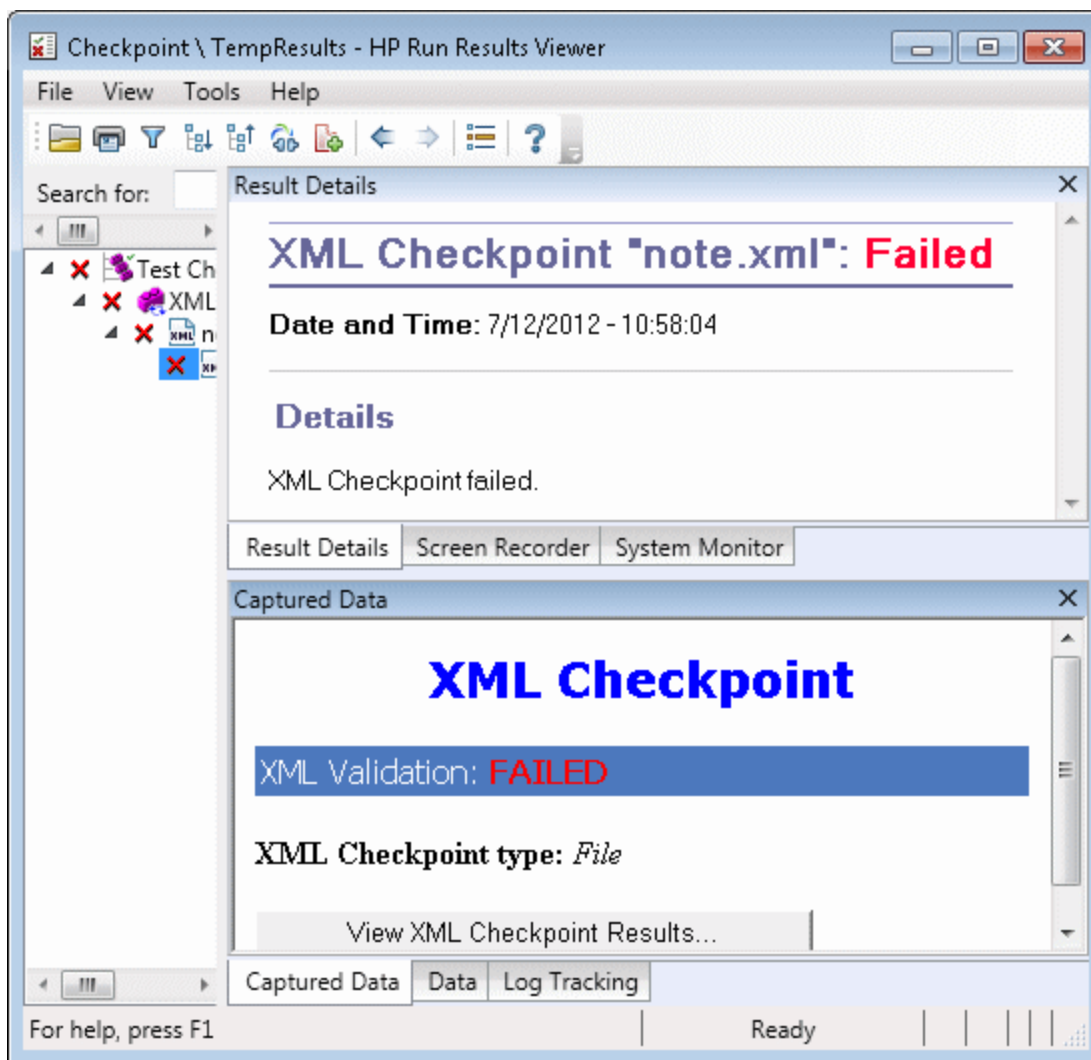 Checkpoint \ TempResults - HP Run Results Viewer
File View Tools Help
Search for:
Test Ch
XML
Result Details
XML Checkpoint "note.xml": Failed
Date and Time: 7/12/2012 - 10:58:04
Details
XML Checkpoint failed.
Result Details Screen Recorder System Monitor
Captured Data
XML Checkpoint
XML Validation: FAILED
XML Checkpoint type: File
View XML Checkpoint Results...
Captured Data Data Log Tracking
For help, press F1 Ready